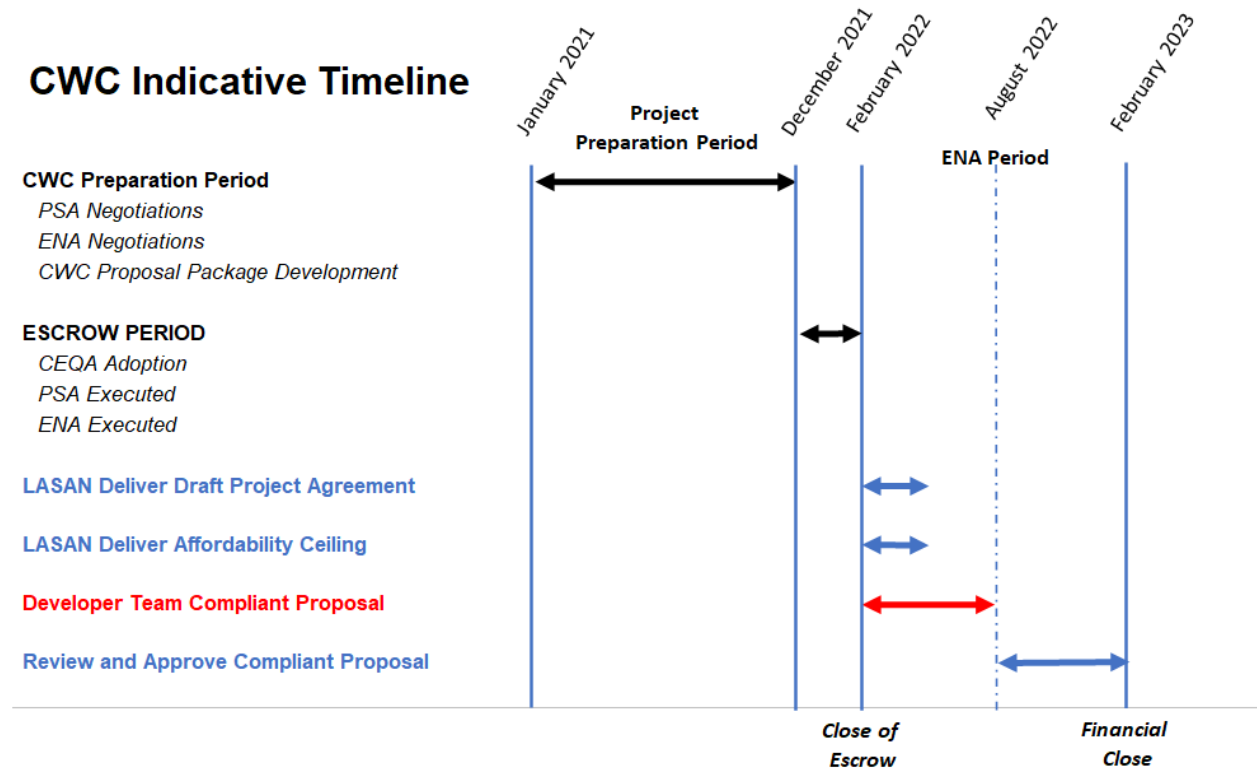 January 2021
December 2021
February 2022
August 2022
February 2023
CWC Indicative Timeline
Project
Preparation Period
ENA Period
CWC Preparation Period
PSA Negotiations
ENA Negotiations
CWC Proposal Package Development
ESCROW PERIOD
CEQA Adoption
PSA Executed
ENA Executed
LASAN Deliver Draft Project Agreement
LASAN Deliver Affordability Ceiling
Developer Team Compliant Proposal
Review and Approve Compliant Proposal
Close of
Escrow
Financial
Close